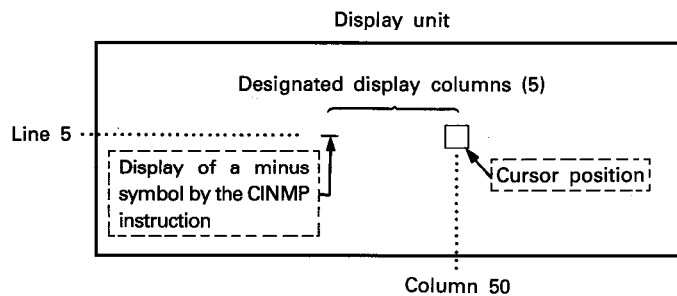 Display unit
Designated display columns (5)
Line 5
Display of a minus
symbol by the CINMP
instruction
Cursor position
Column 50